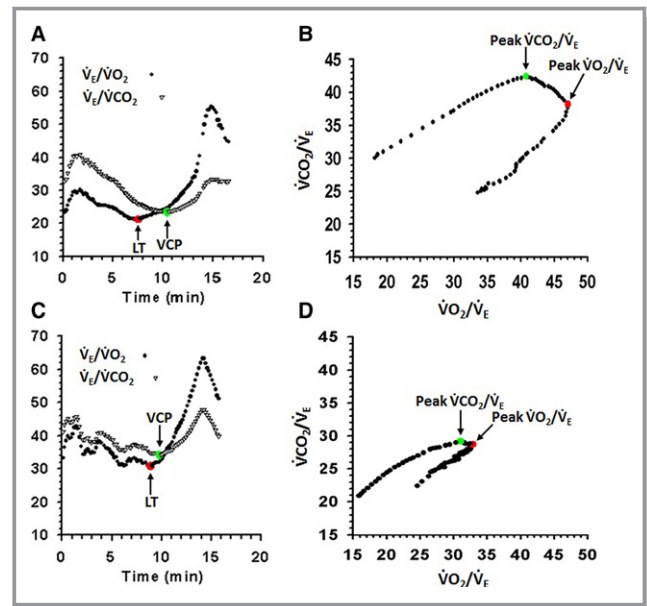 A
V̇E/V̇O2
V̇E/V̇CO2
70
60
50
40
30
20
10
0 5 10 15 20
LT
VCP
Time (min)
B
Peak V̇CO2/V̇E
Peak V̇O2/V̇E
V̇CO2/V̇E
45
40
35
30
25
20
15
15 20 25 30 35 40 45 50
V̇O2/V̇E
C
V̇E/V̇O2
V̇E/V̇CO2
70
60
50
40
30
20
10
0 5 10 15 20
VCP
LT
Time (min)
D
Peak V̇CO2/V̇E
Peak V̇O2/V̇E
V̇CO2/V̇E
45
40
35
30
25
20
15
10
15 20 25 30 35 40 45 50
V̇O2/V̇E